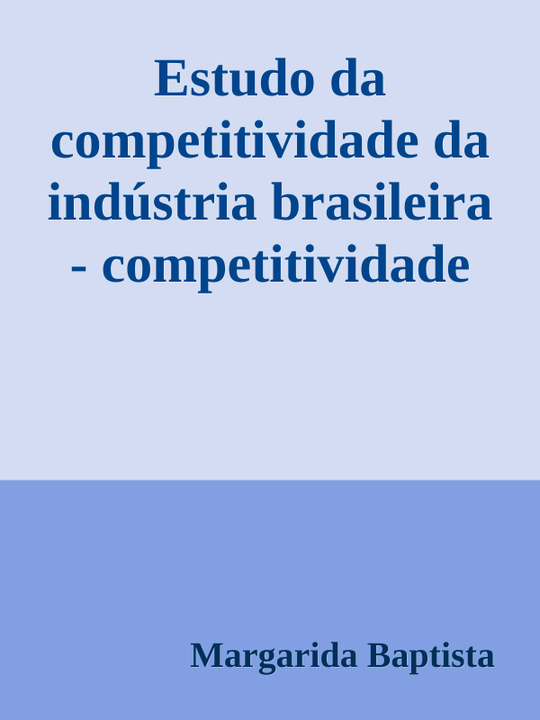 Estudo da
competitividade da
indústria brasileira
- competitividade
Margarida Baptista